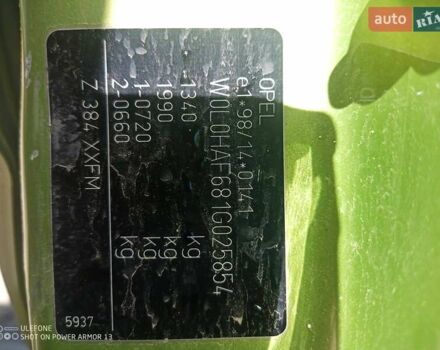 OPEL
e1*98/14*0141
W0L0HAF681G025854
1340 kg
1990 kg
1-0720 kg
2-0660 kg
Z 384 XXFM
5937
auto RIA
ULEFONE
SHOT ON POWER ARMOR 13